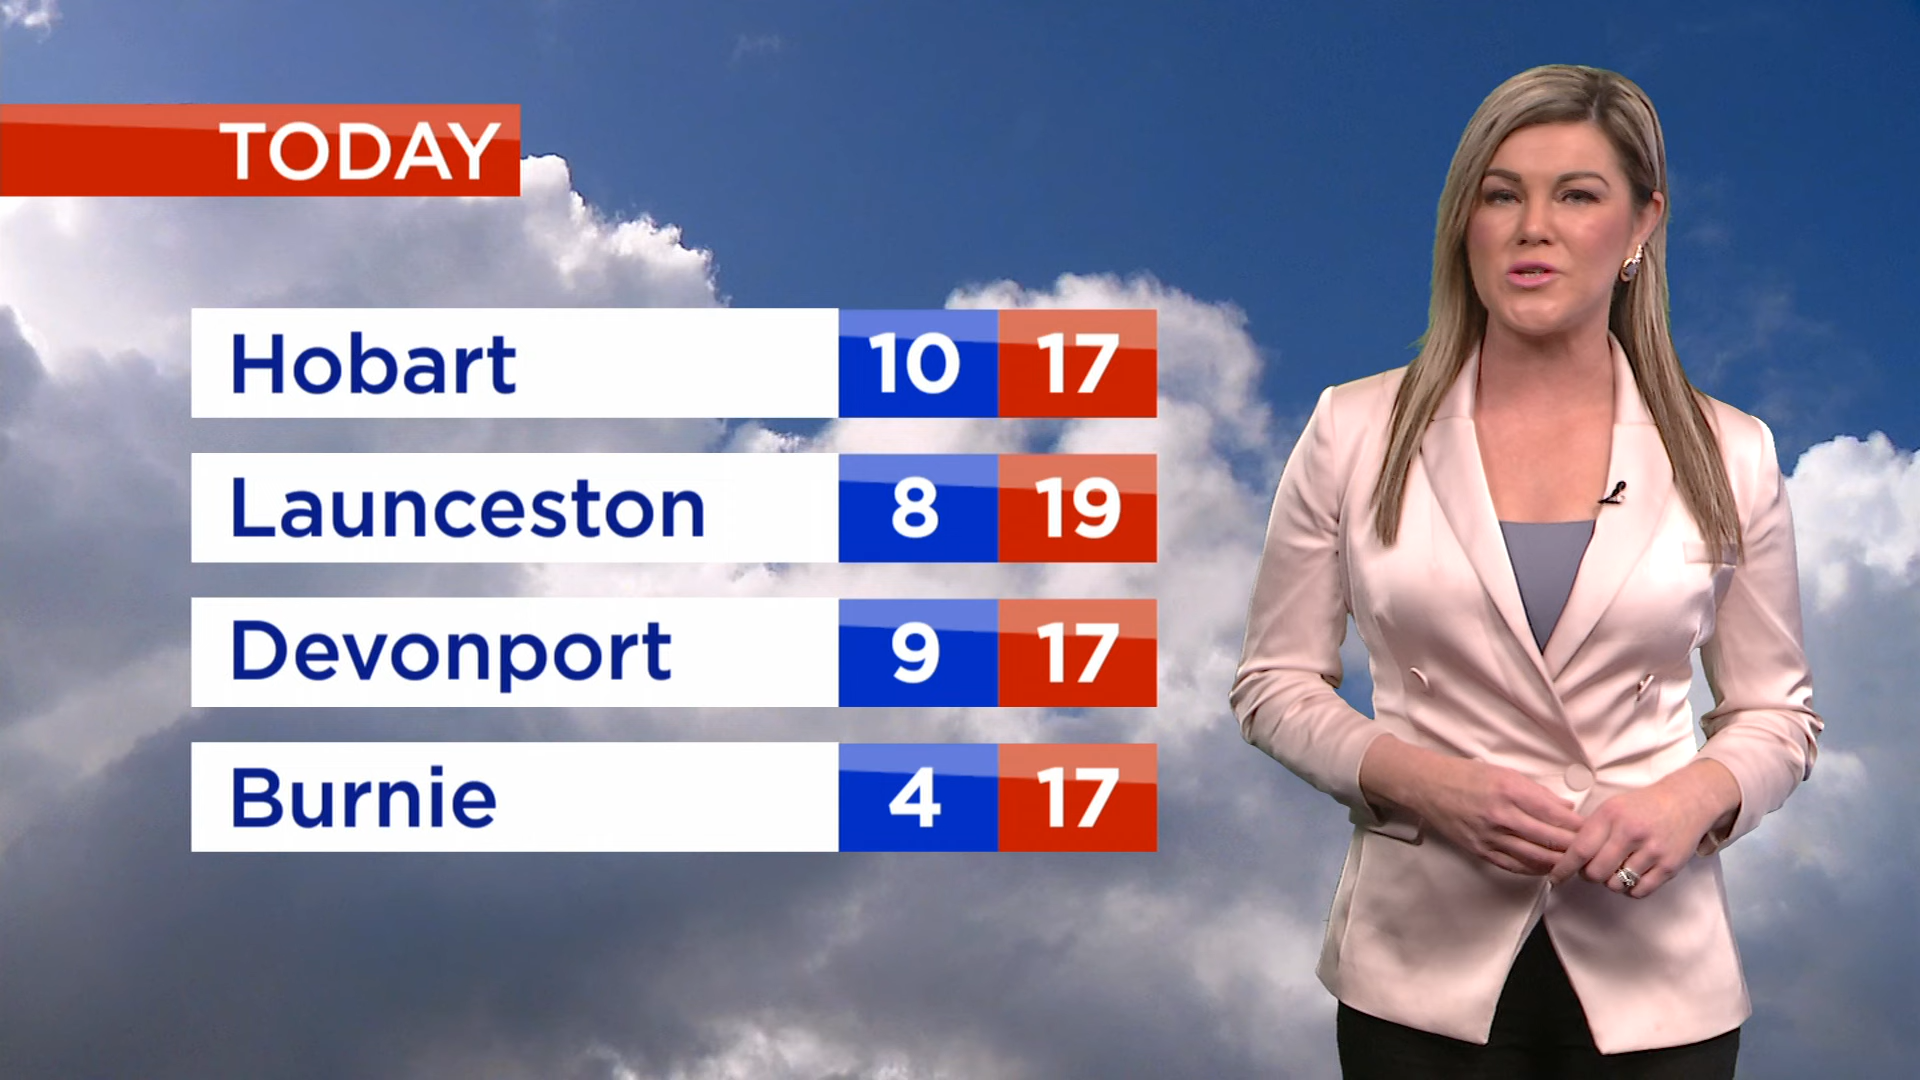 TODAY
Hobart 10 17
Launceston 8 19
Devonport 9 17
Burnie 4 17